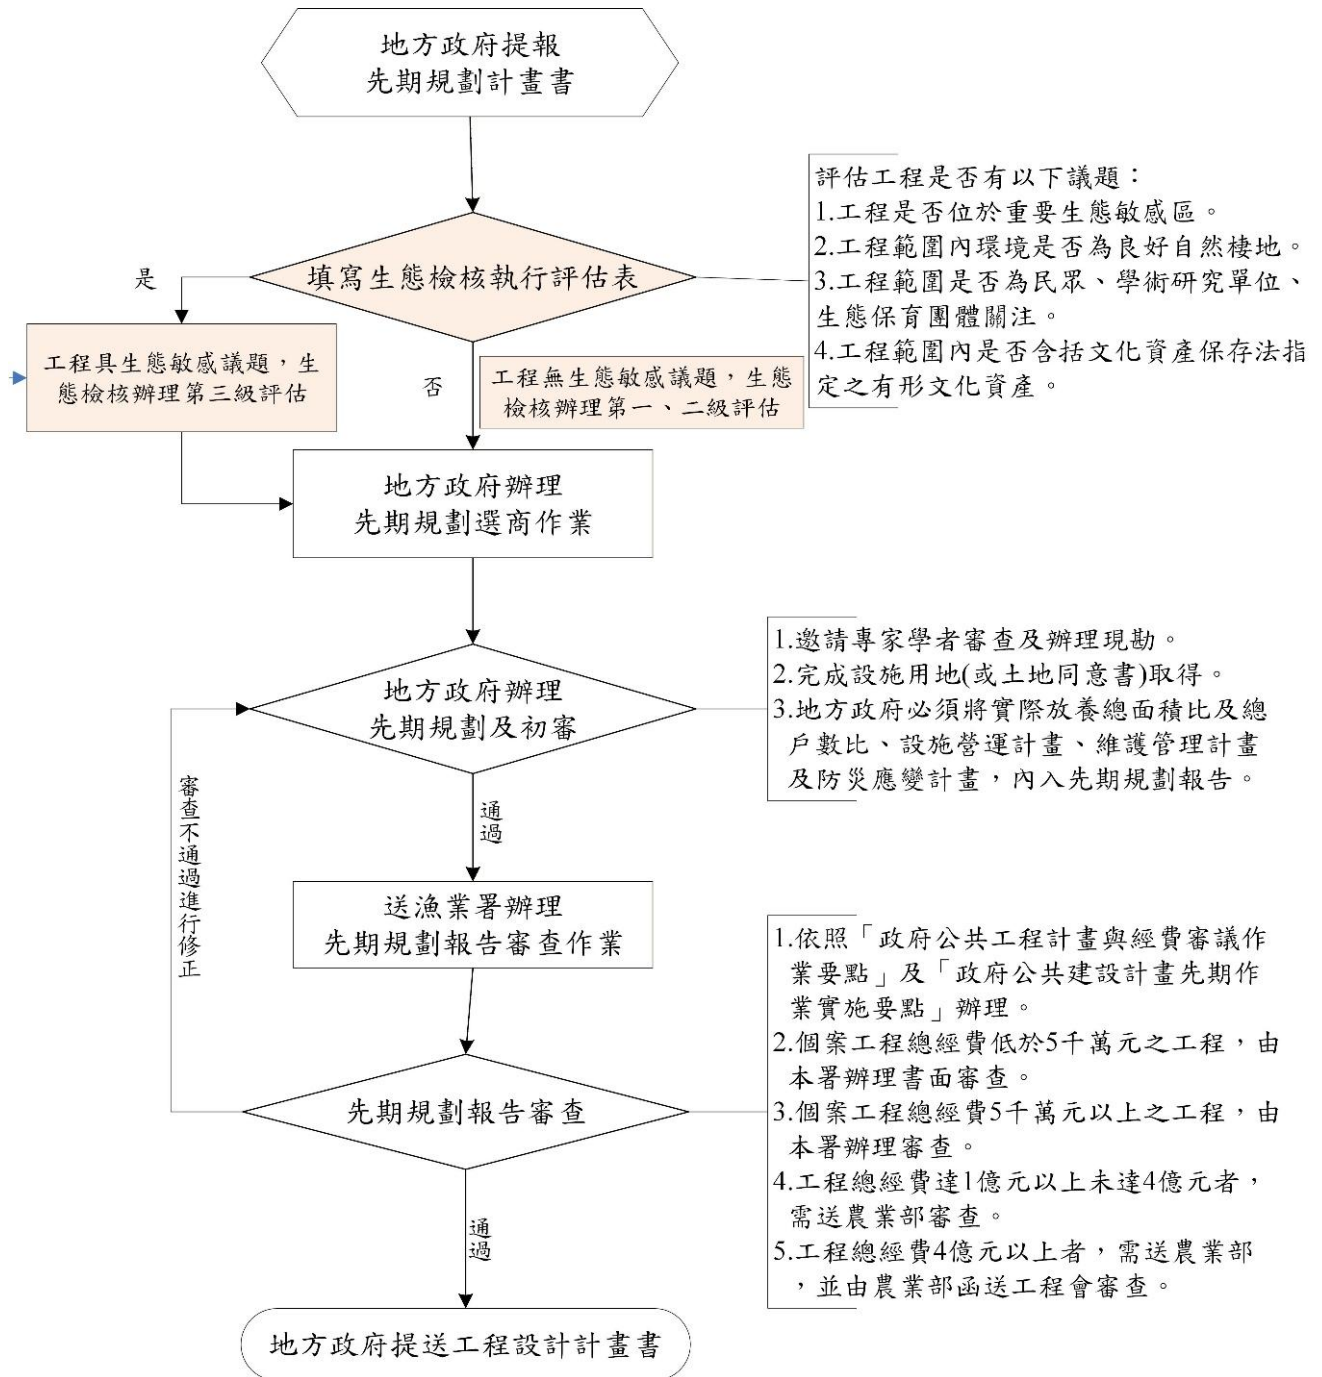 地方政府提報
先期規劃計畫書
評估工程是否有以下議題：
1.工程是否位於重要生態敏感區。
2.工程範圍內環境是否為良好自然棲地。
3.工程範圍是否為民眾、學術研究單位、
生態保育團體關注。
4.工程範圍內是否含括文化資產保存法指
定之有形文化資產。
填寫生態檢核執行評估表
是
工程具生態敏感議題，生
態檢核辦理第三級評估
否
工程無生態敏感議題，生態
檢核辦理第一、二級評估
地方政府辦理
先期規劃選商作業
地方政府辦理
先期規劃及初審
1.邀請專家學者審查及辦理現勘。
2.完成設施用地(或土地同意書)取得。
3.地方政府必須將實際放養總面積比及總
戶數比、設施營運計畫、維護管理計畫
及防災應變計畫，內入先期規劃報告。
審查不通過進行修正
通過
送漁業署辦理
先期規劃報告審查作業
先期規劃報告審查
1.依照「政府公共工程計畫與經費審議作
業要點」及「政府公共建設計畫先期作
業實施要點」辦理。
2.個案工程總經費低於5千萬元之工程，由
本署辦理書面審查。
3.個案工程總經費5千萬元以上之工程，由
本署辦理審查。
4.工程總經費達1億元以上未達4億元者，
需送農業部審查。
5.工程總經費4億元以上者，需送農業部
，並由農業部函送工程會審查。
通過
地方政府提送工程設計計畫書